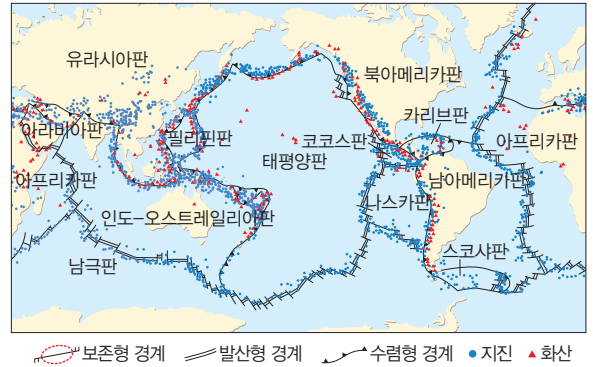 유라시아판
북아메리카판
카리브판
아라비아판
필리핀판
코코스판
아프리카판
태평양판
아프리카판
남아메리카판
나스카판
인도-오스트레일리아판
스코샤판
남극판
보존형 경계
발산형 경계
수렴형 경계
지진
화산